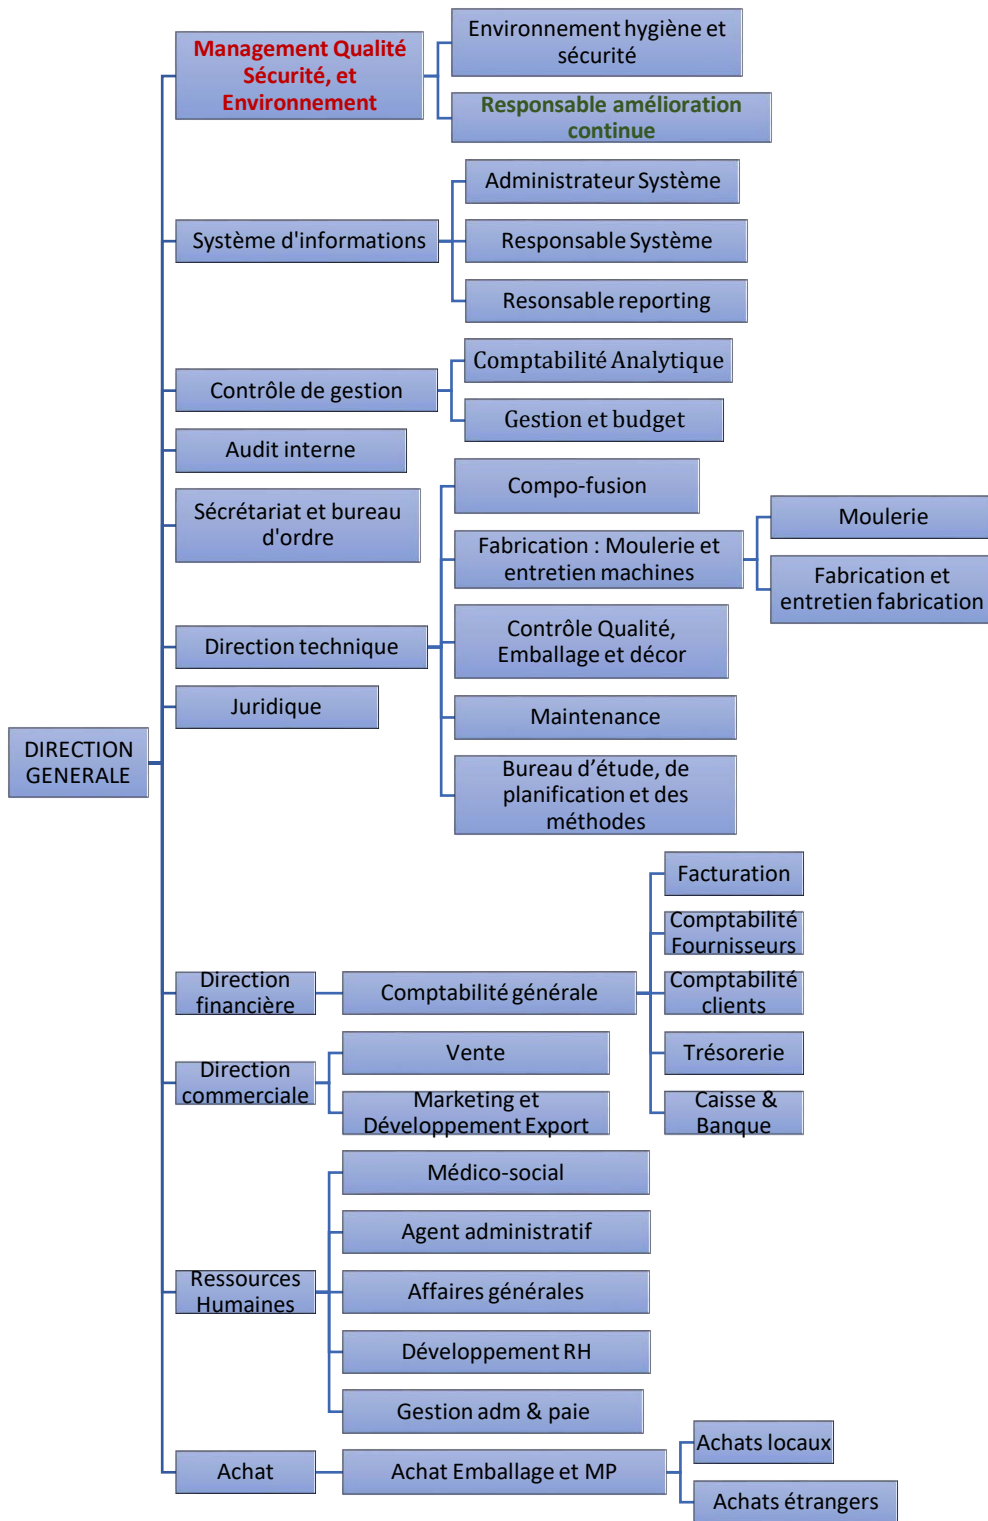 Management Qualité
Sécurité, et
Environnement
Environnement hygiène et
sécurité
Responsable amélioration
continue
Système d'informations
Administrateur Système
Responsable Système
Resonsable reporting
Contrôle de gestion
Comptabilité Analytique
Gestion et budget
Audit interne
Sécrétariat et bureau
d'ordre
Direction technique
Compo-fusion
Fabrication : Moulerie et
entretien machines
Moulerie
Fabrication et
entretien fabrication
Contrôle Qualité,
Emballage et décor
Maintenance
Bureau d’étude, de
planification et des
méthodes
Juridique
DIRECTION
GENERALE
Direction
financière
Comptabilité générale
Facturation
Comptabilité
Fournisseurs
Comptabilité
clients
Trésorerie
Caisse &
Banque
Direction
commerciale
Vente
Marketing et
Développement Export
Ressources
Humaines
Médico-social
Agent administratif
Affaires générales
Développement RH
Gestion adm & paie
Achat
Achat Emballage et MP
Achats locaux
Achats étrangers